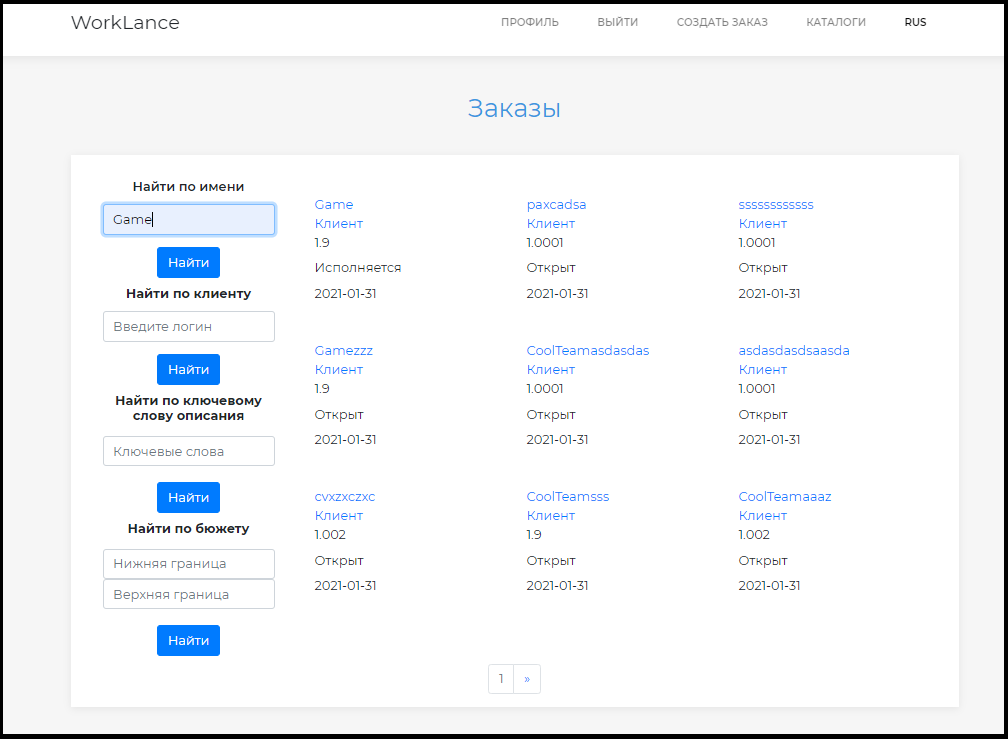 WorkLance
ПРОФИЛЬ ВЫЙТИ СОЗДАТЬ ЗАКАЗ КАТАЛОГИ RUS
Заказы
Найти по имени
Game
Найти
Найти по клиенту
Введите логин
Найти
Найти по ключевому
слову описания
Ключевые слова
Найти
Найти по бюжету
Нижняя граница
Верхняя граница
Найти
Game
Клиент
1.9
Исполняется
2021-01-31
paxcadsa
Клиент
1.0001
Открыт
2021-01-31
ssssssssssss
Клиент
1.0001
Открыт
2021-01-31
Gamezzz
Клиент
1.9
Открыт
2021-01-31
CoolTeamasdasdas
Клиент
1.0001
Открыт
2021-01-31
asdasdasdsaasda
Клиент
1.0001
Открыт
2021-01-31
cvxzxczxc
Клиент
1.002
Открыт
2021-01-31
CoolTeamsss
Клиент
1.9
Открыт
2021-01-31
CoolTeamaaaz
Клиент
1.002
Открыт
2021-01-31
1 »